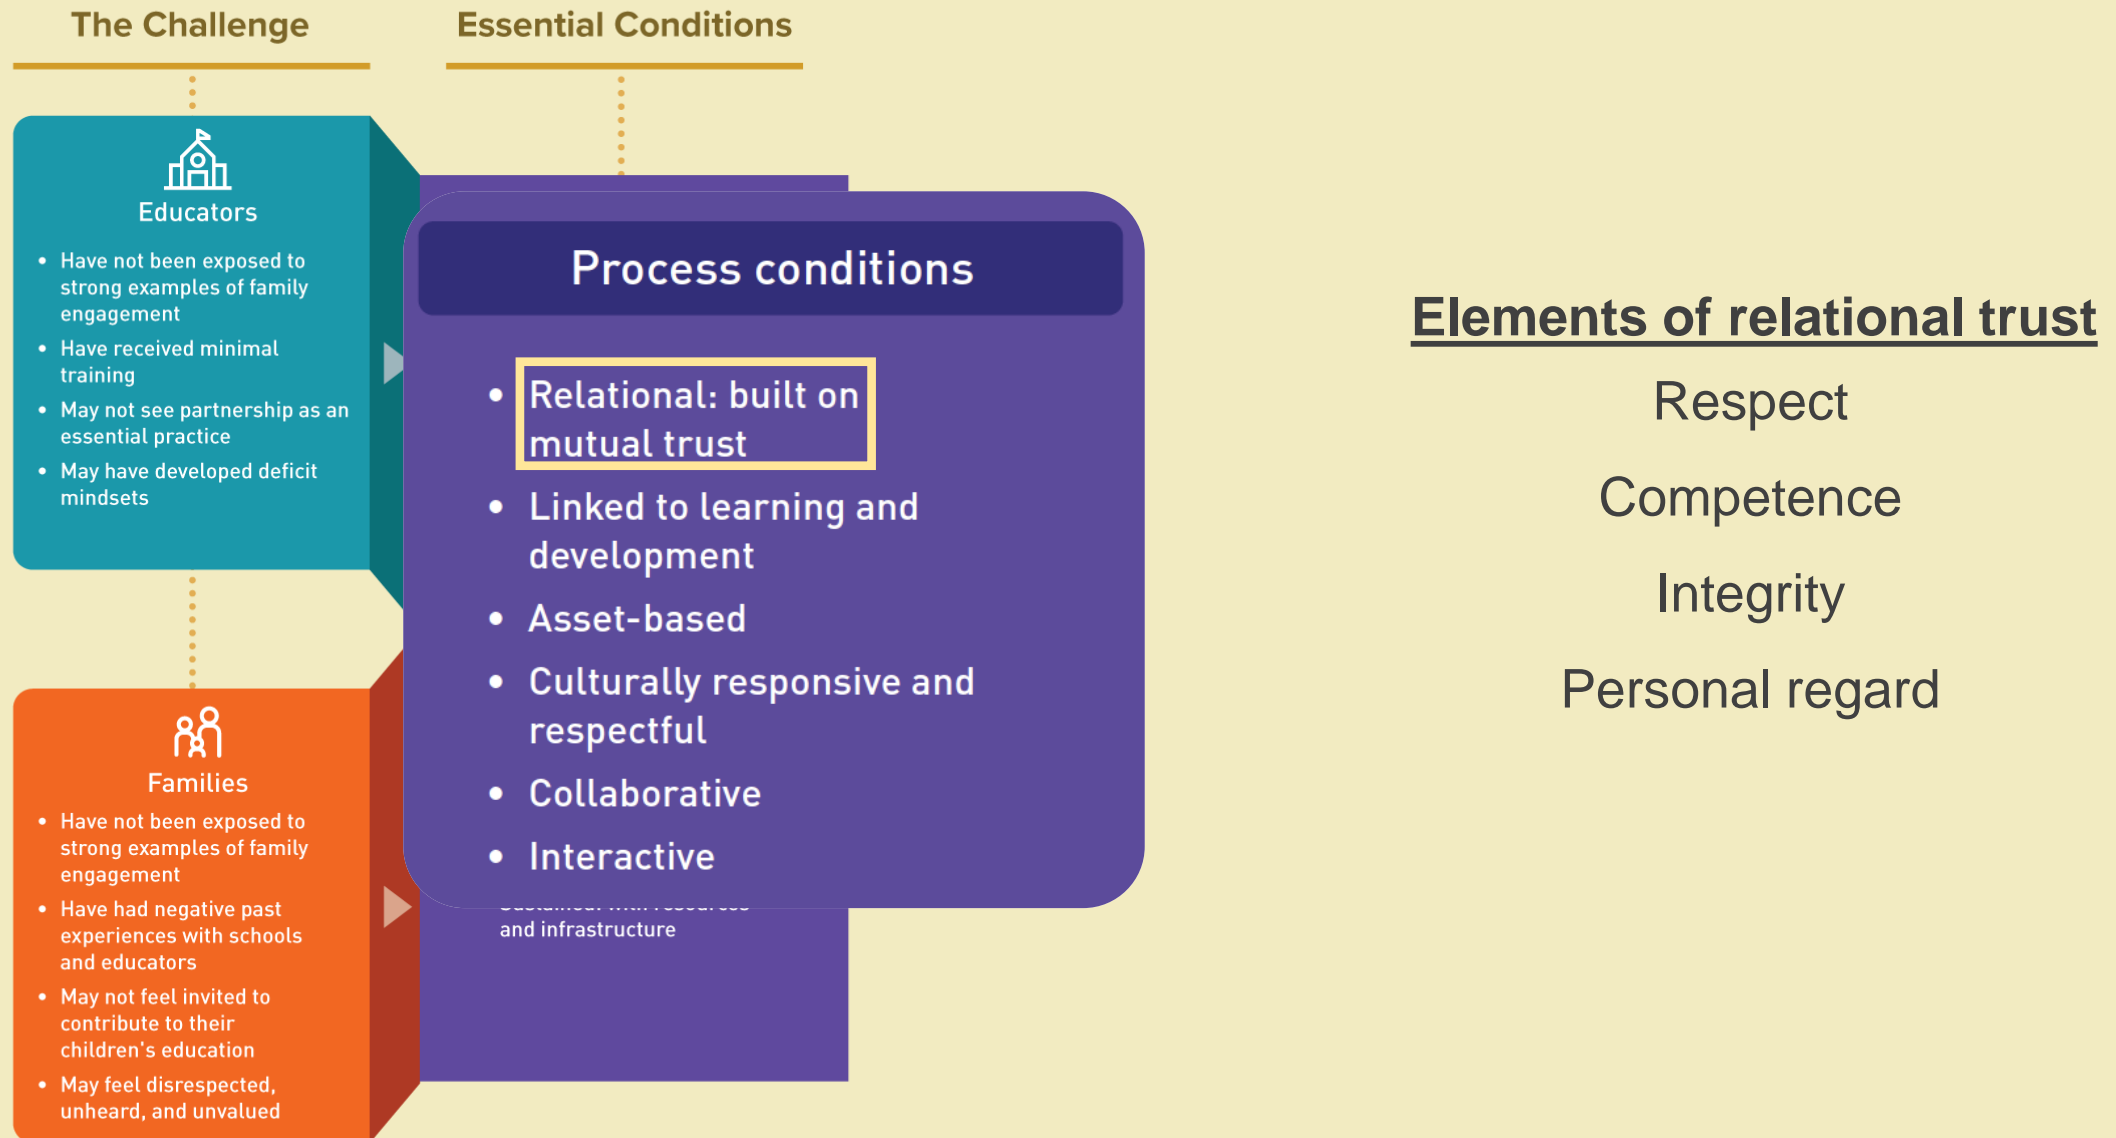 The Challenge
Essential Conditions
Educators
• Have not been exposed to
strong examples of family
engagement
• Have received minimal
training
• May not see partnership as an
essential practice
• May have developed deficit
mindsets
Families
• Have not been exposed to
strong examples of family
engagement
• Have had negative past
experiences with schools
and educators
• May not feel invited to
contribute to their
children's education
• May feel disrespected,
unheard, and unvalued
Process conditions
• Relational: built on
mutual trust
• Linked to learning and
development
• Asset-based
• Culturally responsive and
respectful
• Collaborative
• Interactive
and infrastructure
Elements of relational trust
Respect
Competence
Integrity
Personal regard